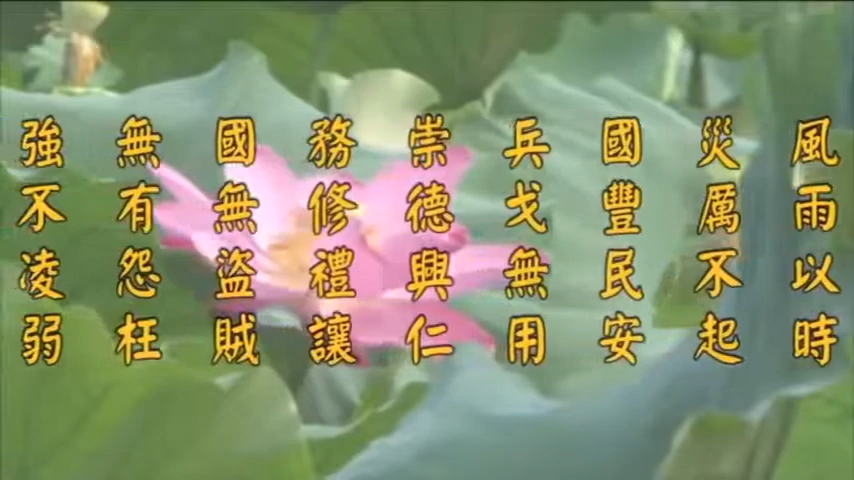 風雨以時
災厲不起
國豐民安
兵戈無用
崇德興仁
務修禮讓
國無盜賊
無有怨枉
強不凌弱